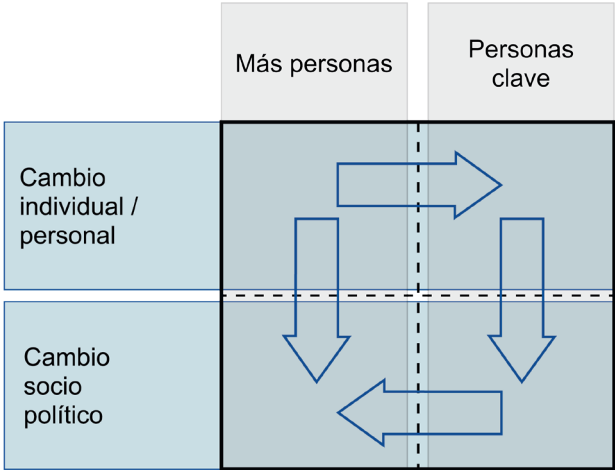 Más personas
Personas
clave
Cambio
individual /
personal
Cambio
socio
político